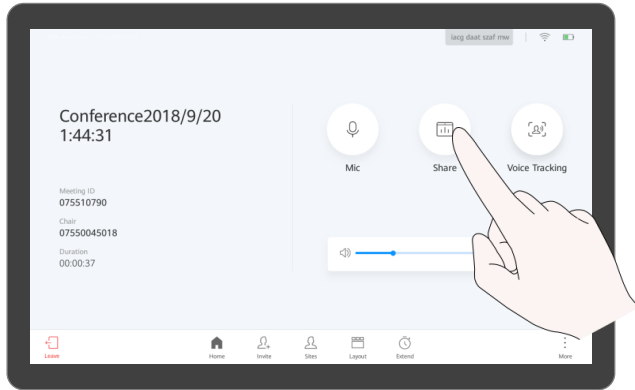 iacg daat szaf mw
Conference2018/9/20
1:44:31
Mic
Share
Voice Tracking
Meeting ID
075510790
Chair
07550045018
Duration
00:00:37
Leave
Home
Invite
Sites
Layout
Extend
More